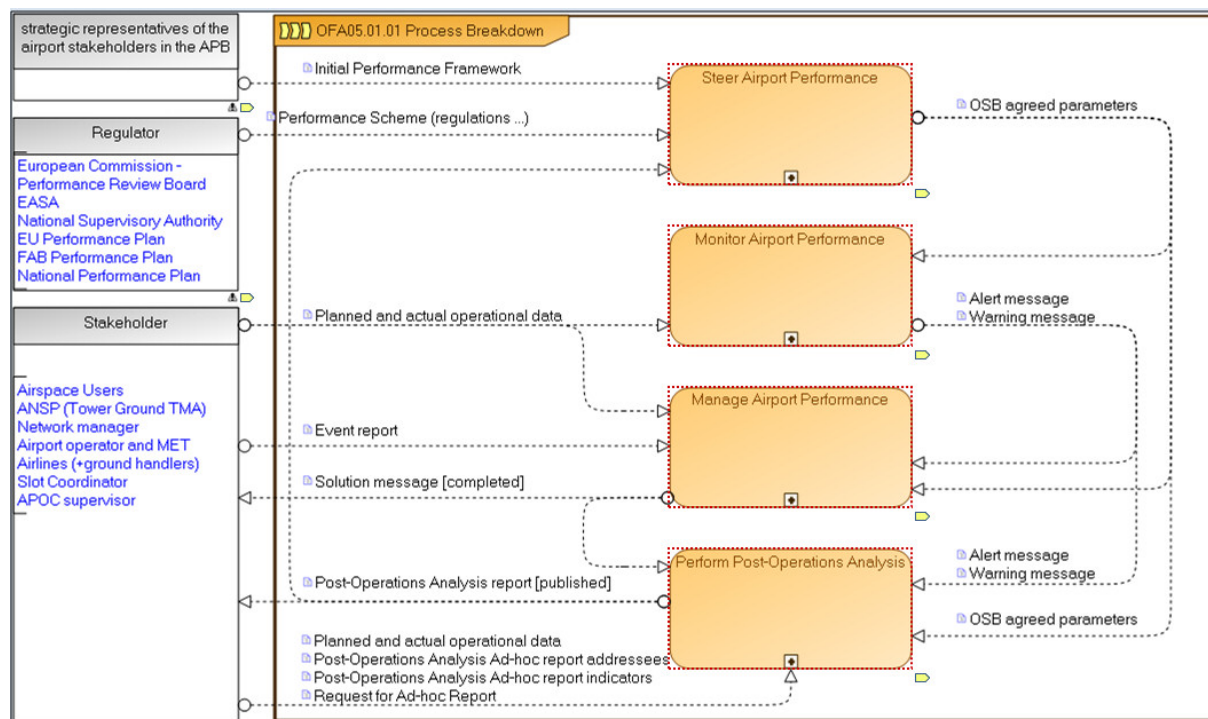 strategic representatives of the
airport stakeholders in the APB
Regulator
European Commission -
Performance Review Board
EASA
National Supervisory Authority
EU Performance Plan
FAB Performance Plan
National Performance Plan
Stakeholder
Airspace Users
ANSP (Tower Ground TMA)
Network manager
Airport operator and MET
Airlines (+ground handlers)
Slot Coordinator
APOC supervisor
OFA05.01.01 Process Breakdown
Initial Performance Framework
Performance Scheme (regulations ...)
Steer Airport Performance
OSB agreed parameters
Monitor Airport Performance
Planned and actual operational data
Alert message
Warning message
Manage Airport Performance
Event report
Solution message [completed]
Perform Post-Operations Analysis
Alert message
Warning message
Post-Operations Analysis report [published]
OSB agreed parameters
Planned and actual operational data
Post-Operations Analysis Ad-hoc report addressees
Post-Operations Analysis Ad-hoc report indicators
Request for Ad-hoc Report